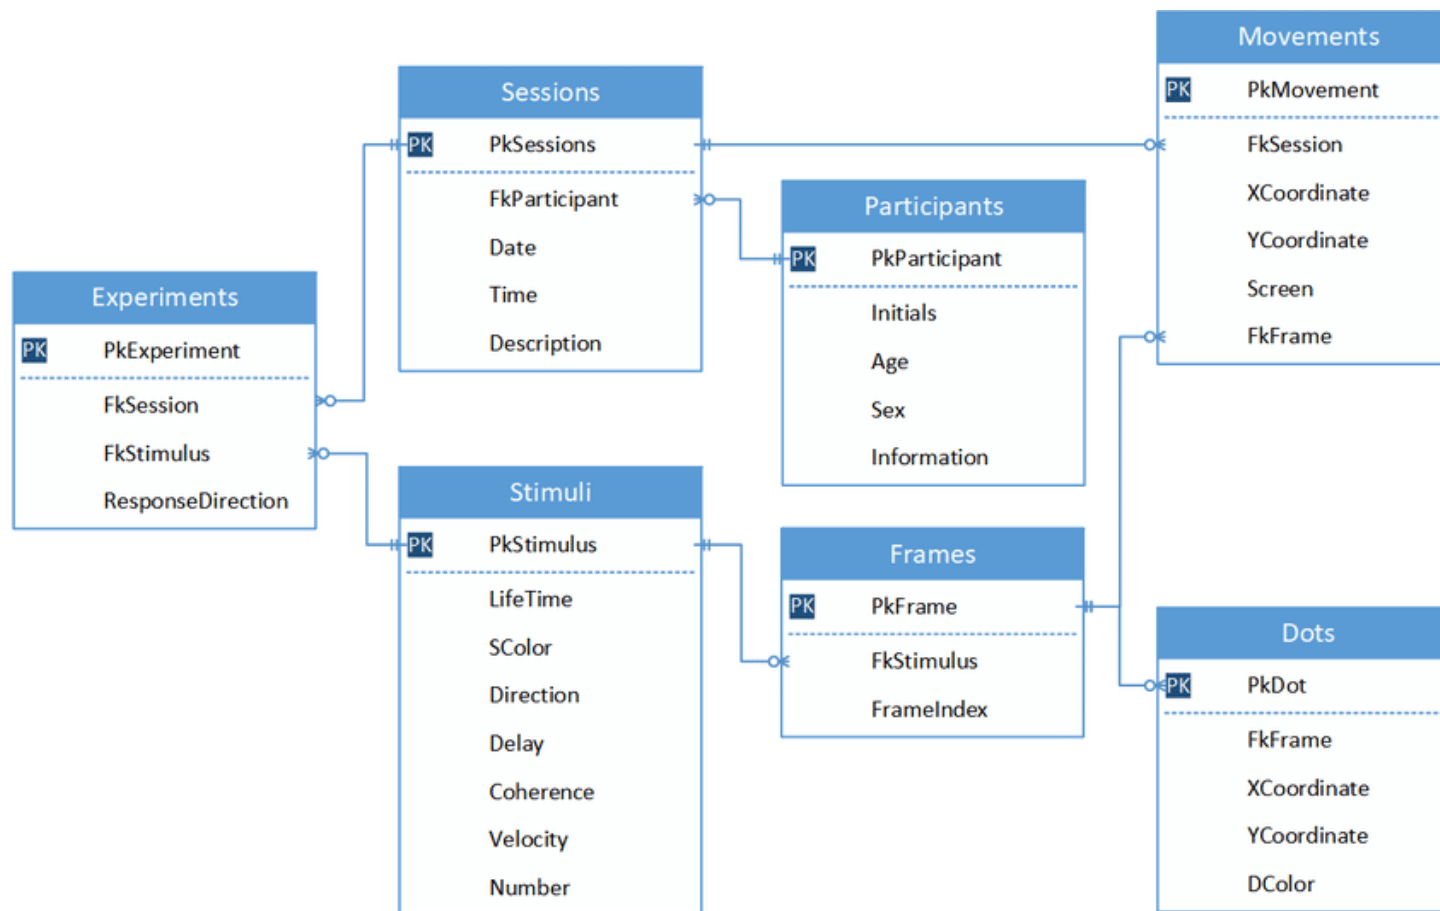 Experiments
PK PkExperiment
FkSession
FkStimulus
ResponseDirection
Sessions
PK PkSessions
FkParticipant
Date
Time
Description
Stimuli
PK PkStimulus
LifeTime
SColor
Direction
Delay
Coherence
Velocity
Number
Participants
PK PkParticipant
Initials
Age
Sex
Information
Frames
PK PkFrame
FkStimulus
FrameIndex
Movements
PK PkMovement
FkSession
XCoordinate
YCoordinate
Screen
FkFrame
Dots
PK PkDot
FkFrame
XCoordinate
YCoordinate
DColor